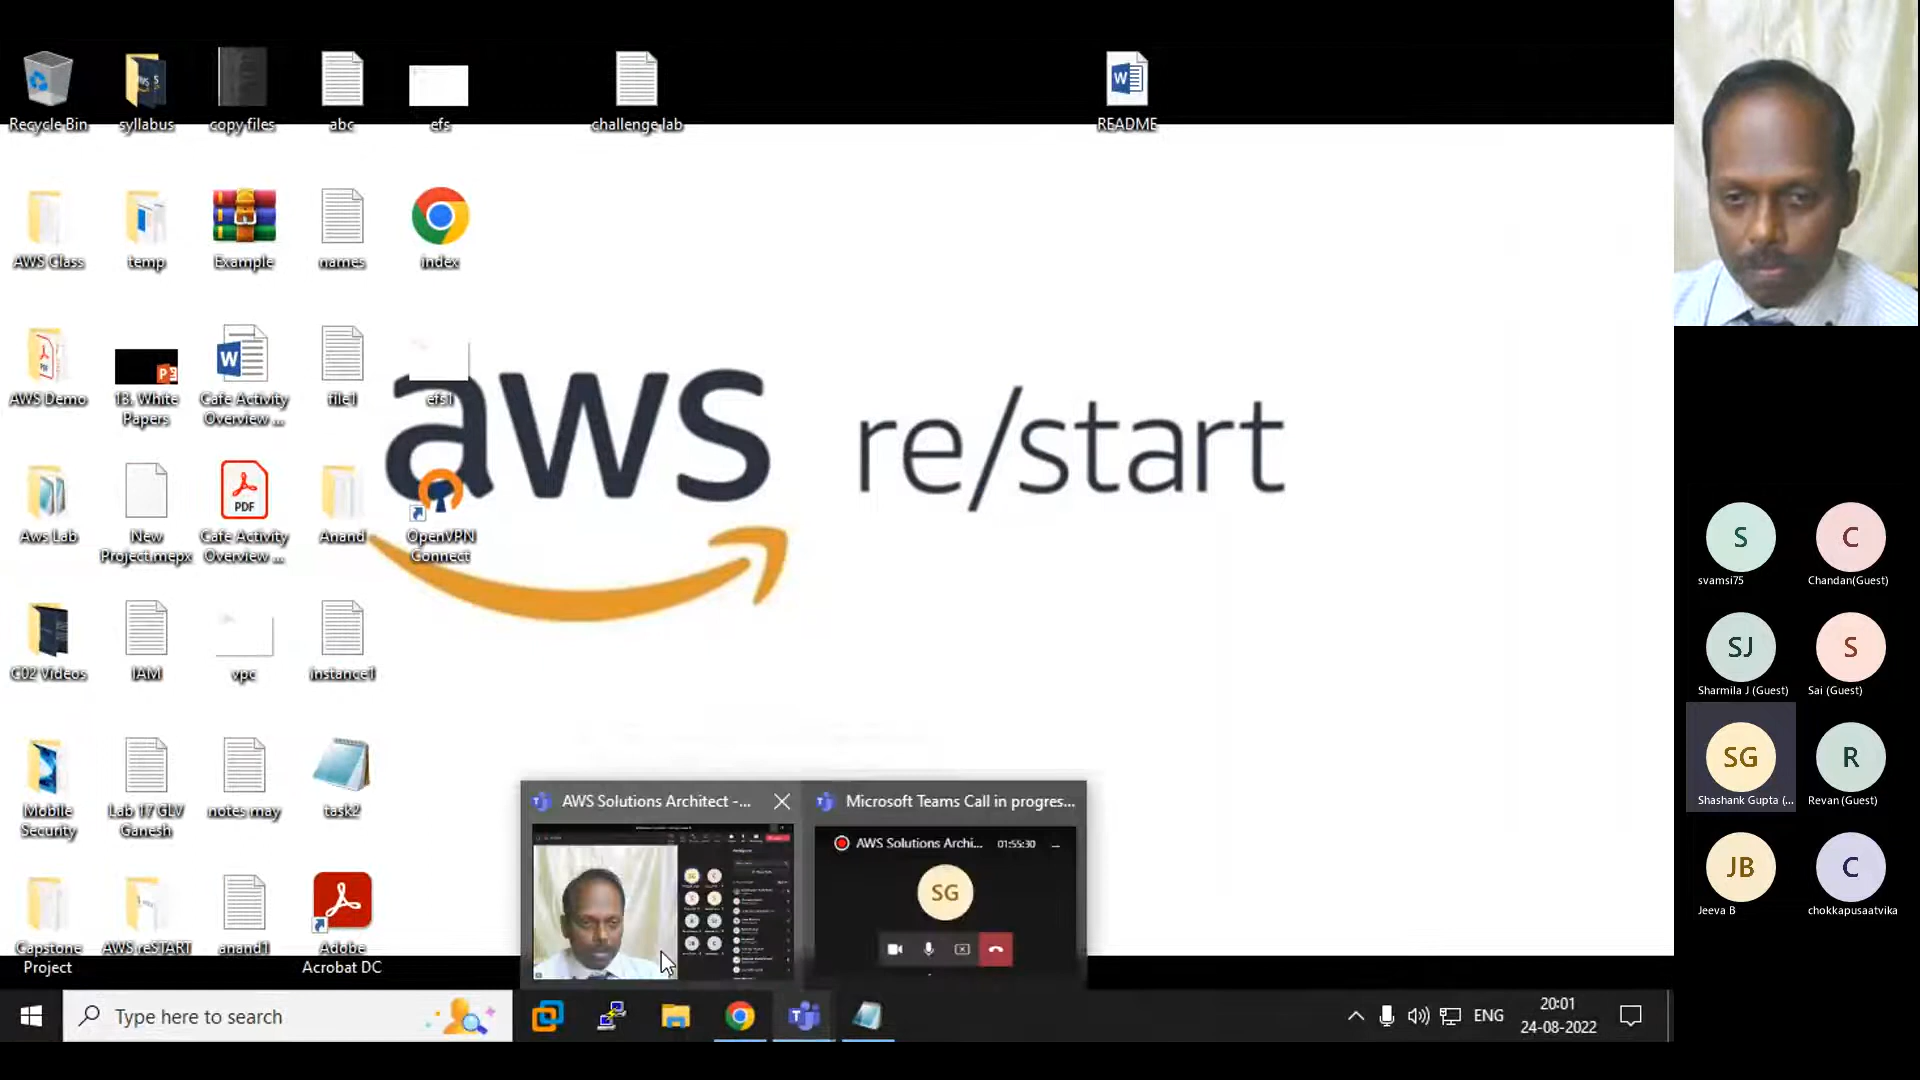 Recycle Bin
syllabus
copy files
abc
efs
challenge lab
README
AWS Class
temp
Example
names
index
AWS Demo
13. White Papers
Cafe Activity Overview ...
Cafe Activity Overview ...
file1
efs1
aws re/start
Aws Lab
New Project.mepx
PDF
Anand
OpenVPN Connect
C02 Videos
IAM
vpc
instance1
Mobile Security
Lab 17 GLV Ganesh
notes may
task2
Capstone Project
AWS reSTART
anand1
Adobe Acrobat DC
AWS Solutions Architect -...
Microsoft Teams Call in progres...
AWS Solutions Archi...
01:55:30
SG
Type here to search
ENG
20:01
24-08-2022
S
svamsi75
C
Chandan(Guest)
SJ
Sharmila J (Guest)
S
Sai (Guest)
SG
Shashank Gupta (...
R
Revan (Guest)
JB
Jeeva B
C
chokkapusaatvika